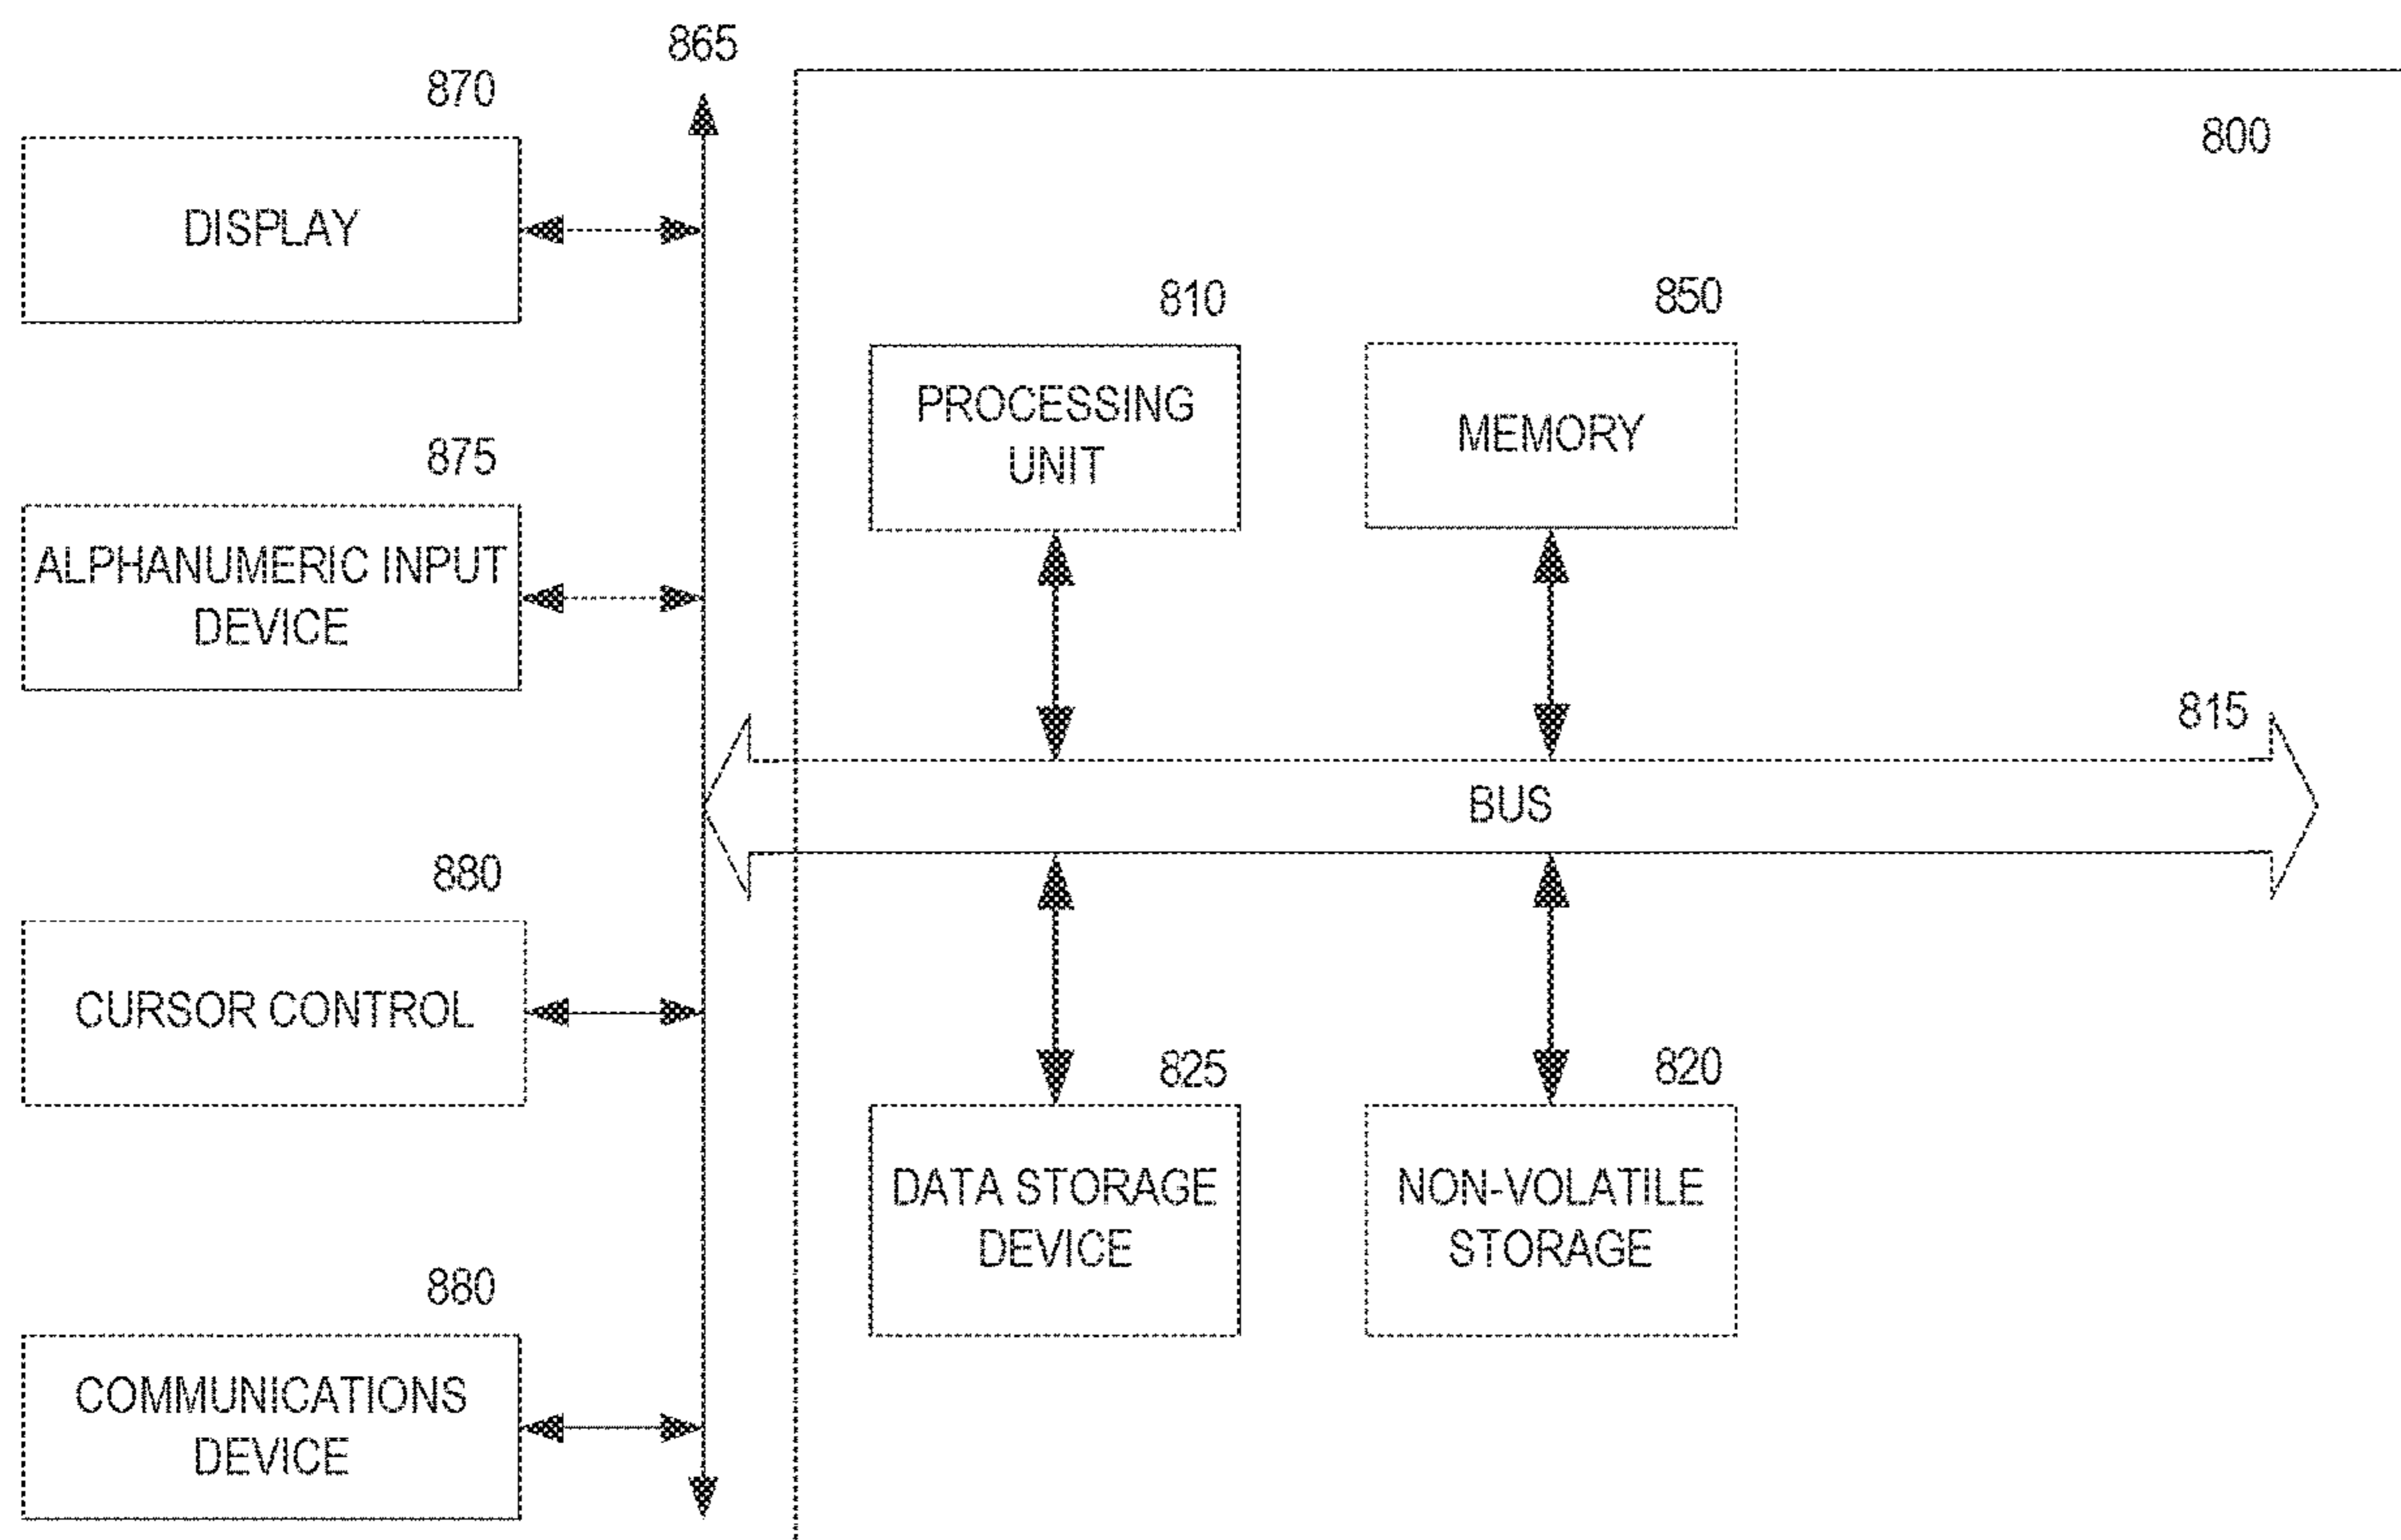 865
870
800
DISPLAY
810
850
PROCESSING
UNIT
MEMORY
875
ALPHANUMERIC INPUT
DEVICE
815
BUS
880
CURSOR CONTROL
825
820
DATA STORAGE
DEVICE
NON-VOLATILE
STORAGE
880
COMMUNICATIONS
DEVICE